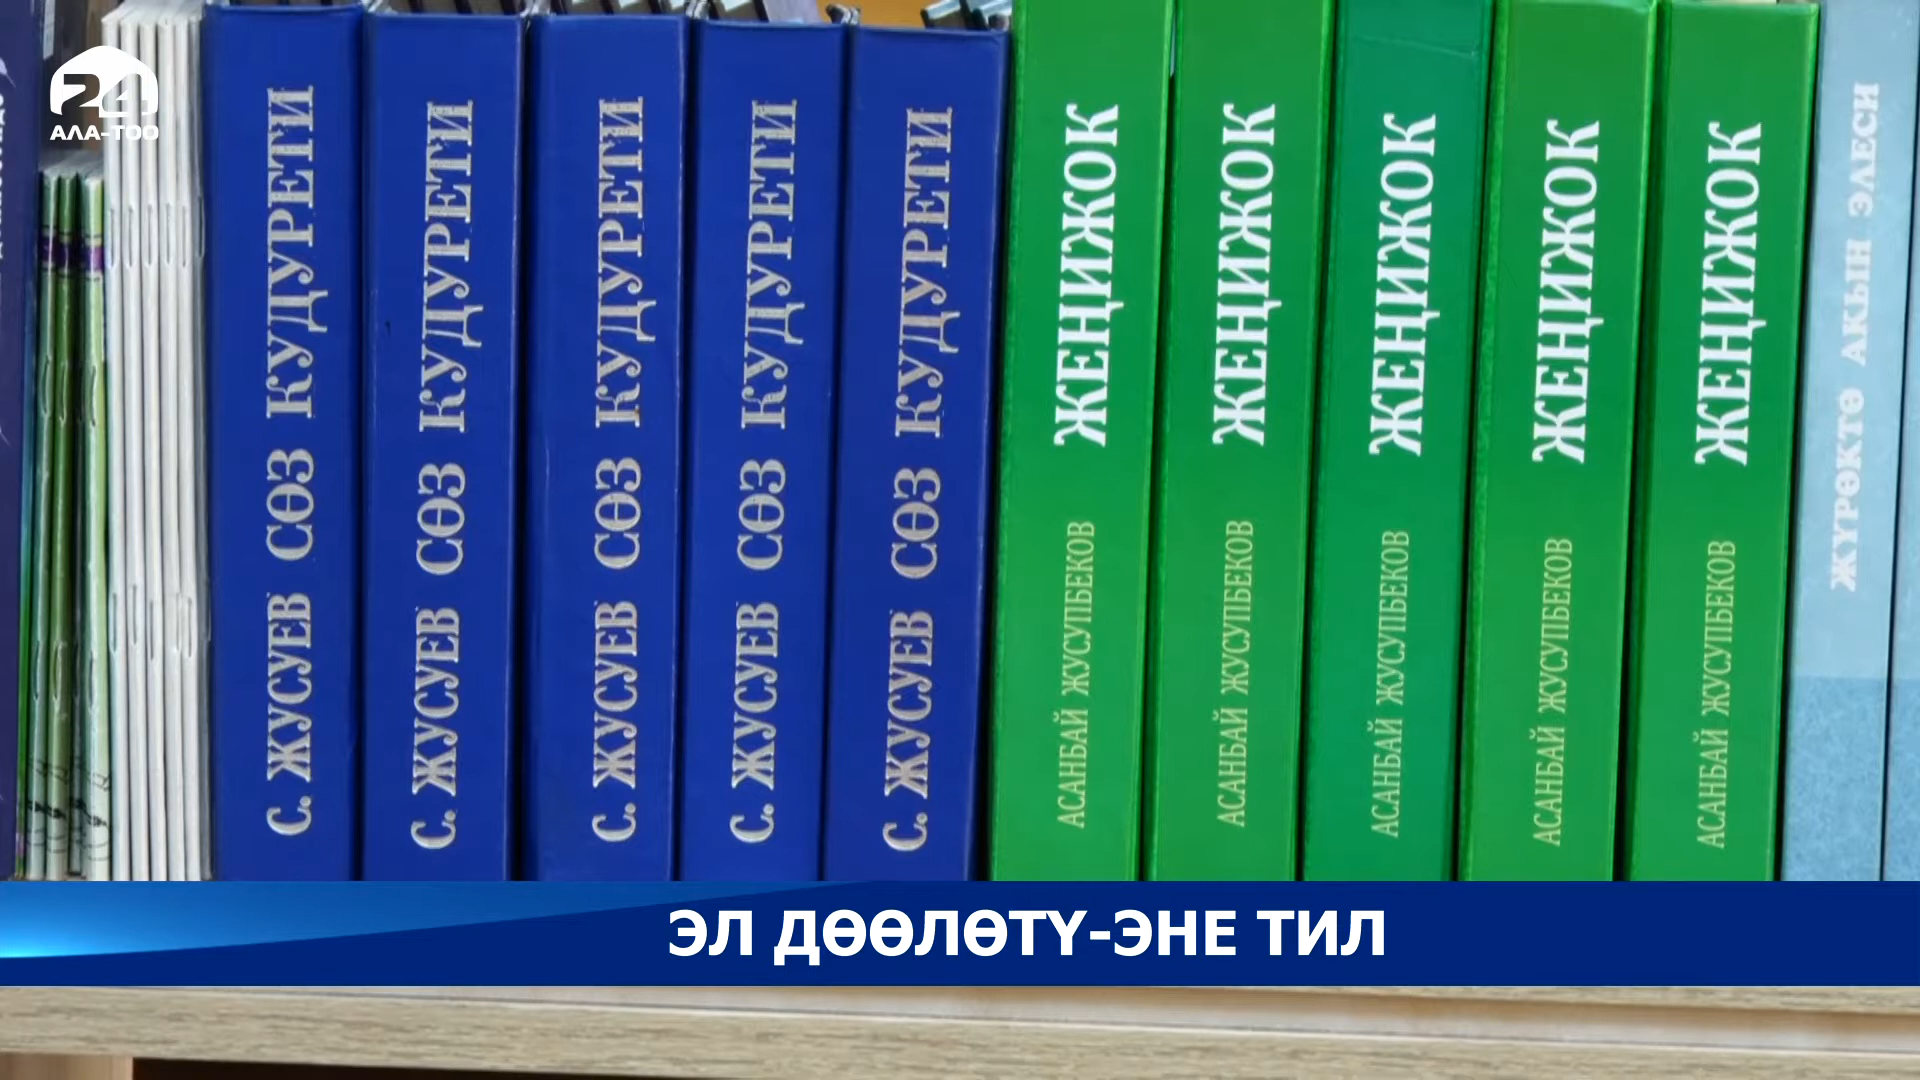 24
АЛА-ТОО
С. ЖУСУЕВ СӨЗ КУДУРЕТИ
С. ЖУСУЕВ СӨЗ КУДУРЕТИ
С. ЖУСУЕВ СӨЗ КУДУРЕТИ
С. ЖУСУЕВ СӨЗ КУДУРЕТИ
С. ЖУСУЕВ СӨЗ КУДУРЕТИ
АСАНБАЙ ЖУСУПБЕКОВ ЖЕҢИЖОК
АСАНБАЙ ЖУСУПБЕКОВ ЖЕҢИЖОК
АСАНБАЙ ЖУСУПБЕКОВ ЖЕҢИЖОК
АСАНБАЙ ЖУСУПБЕКОВ ЖЕҢИЖОК
АСАНБАЙ ЖУСУПБЕКОВ ЖЕҢИЖОК
ЖҮРӨКТӨ АКЫН ЭЛЕСИ
ЭЛ ДӨӨЛӨТҮ-ЭНЕ ТИЛ